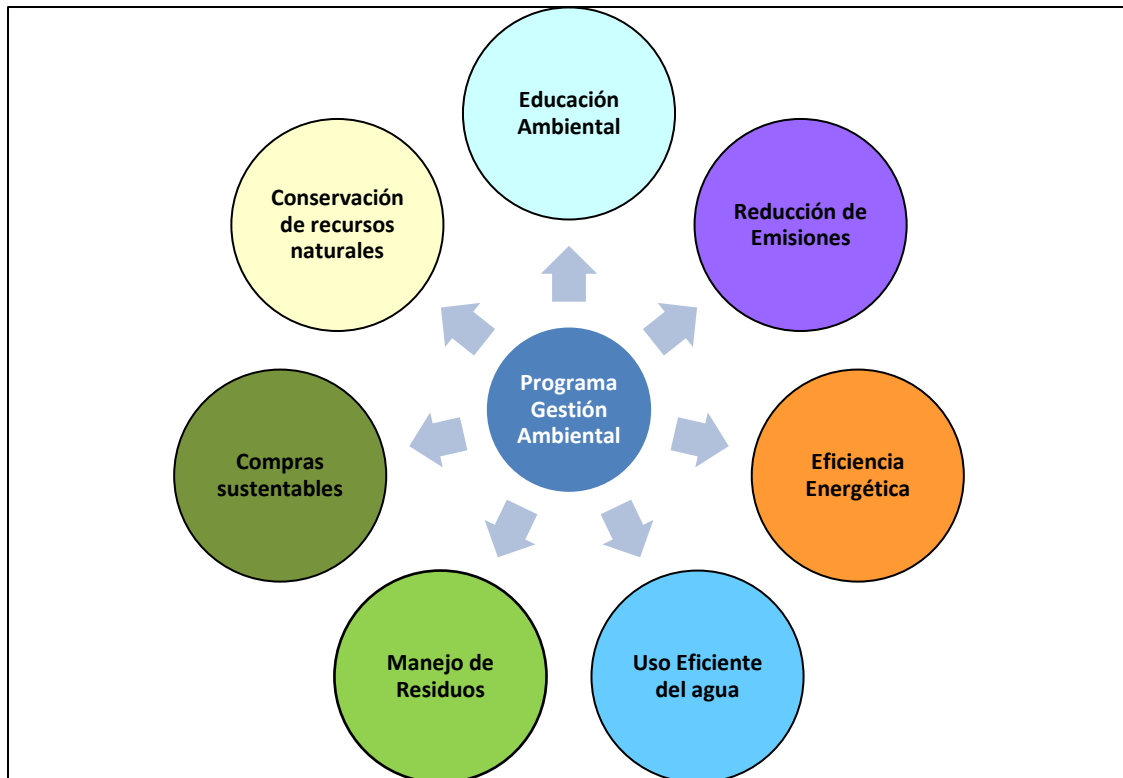 Educación
Ambiental
Reducción de
Emisiones
Eficiencia
Energética
Uso Eficiente
del agua
Manejo de
Residuos
Compras
sustentables
Conservación
de recursos
naturales
Programa
Gestión
Ambiental